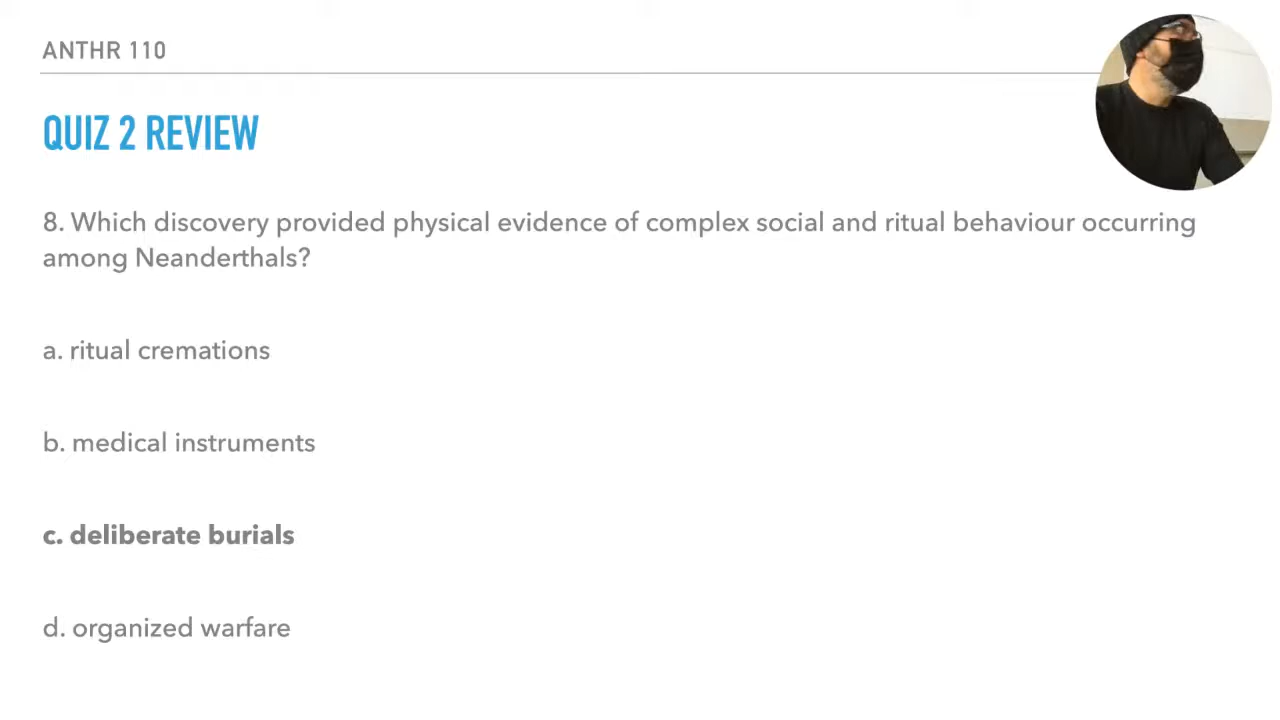 ANTHR 110
QUIZ 2 REVIEW
8. Which discovery provided physical evidence of complex social and ritual behaviour occurring
among Neanderthals?
a. ritual cremations
b. medical instruments
c. deliberate burials
d. organized warfare